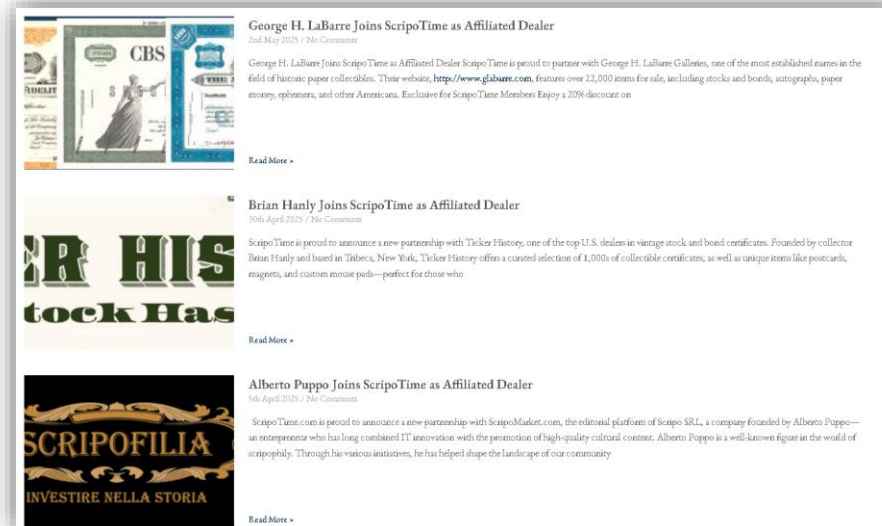 George H. LaBarre Joins ScripoTime as Affiliated Dealer
2nd May 2025 / No Comments
George H. LaBarre Joins ScripoTime as Affiliated Dealer ScripoTime is proud to partner with George H. LaBarre Galleries, one of the most established names in the
field of historic paper collectibles. Their website, http://www.glabarre.com, features over 22,000 items for sale, including stocks and bonds, autographs, paper
money, ephemera, and other Americana. Exclusive for ScripoTime Members Enjoy a 20% discount on
CBS
Read More »
Brian Hanly Joins ScripoTime as Affiliated Dealer
30th April 2025 / No Comments
ScripoTime is proud to announce a new partnership with Ticker History, one of the top U.S. dealers in vintage stock and bond certificates. Founded by collector
Brian Hanly and based in Tribeca, New York, Ticker History offers a curated selection of 1,000s of collectible certificates, as well as unique items like postcards,
magnets, and custom mouse pads—perfect for those who
ER HIS
tock Has
Read More »
Alberto Puppo Joins ScripoTime as Affiliated Dealer
5th April 2025 / No Comments
ScripoTime.com is proud to announce a new partnership with ScripoMarket.com, the editorial platform of Scripo SRL, a company founded by Alberto Puppo—
an entrepreneur who has long combined IT innovation with the promotion of high-quality cultural content. Alberto Puppo is a well-known figure in the world of
scripophily. Through his various initiatives, he has helped shape the landscape of our community
SCRIPOFILIA
INVESTIRE NELLA STORIA
Read More »